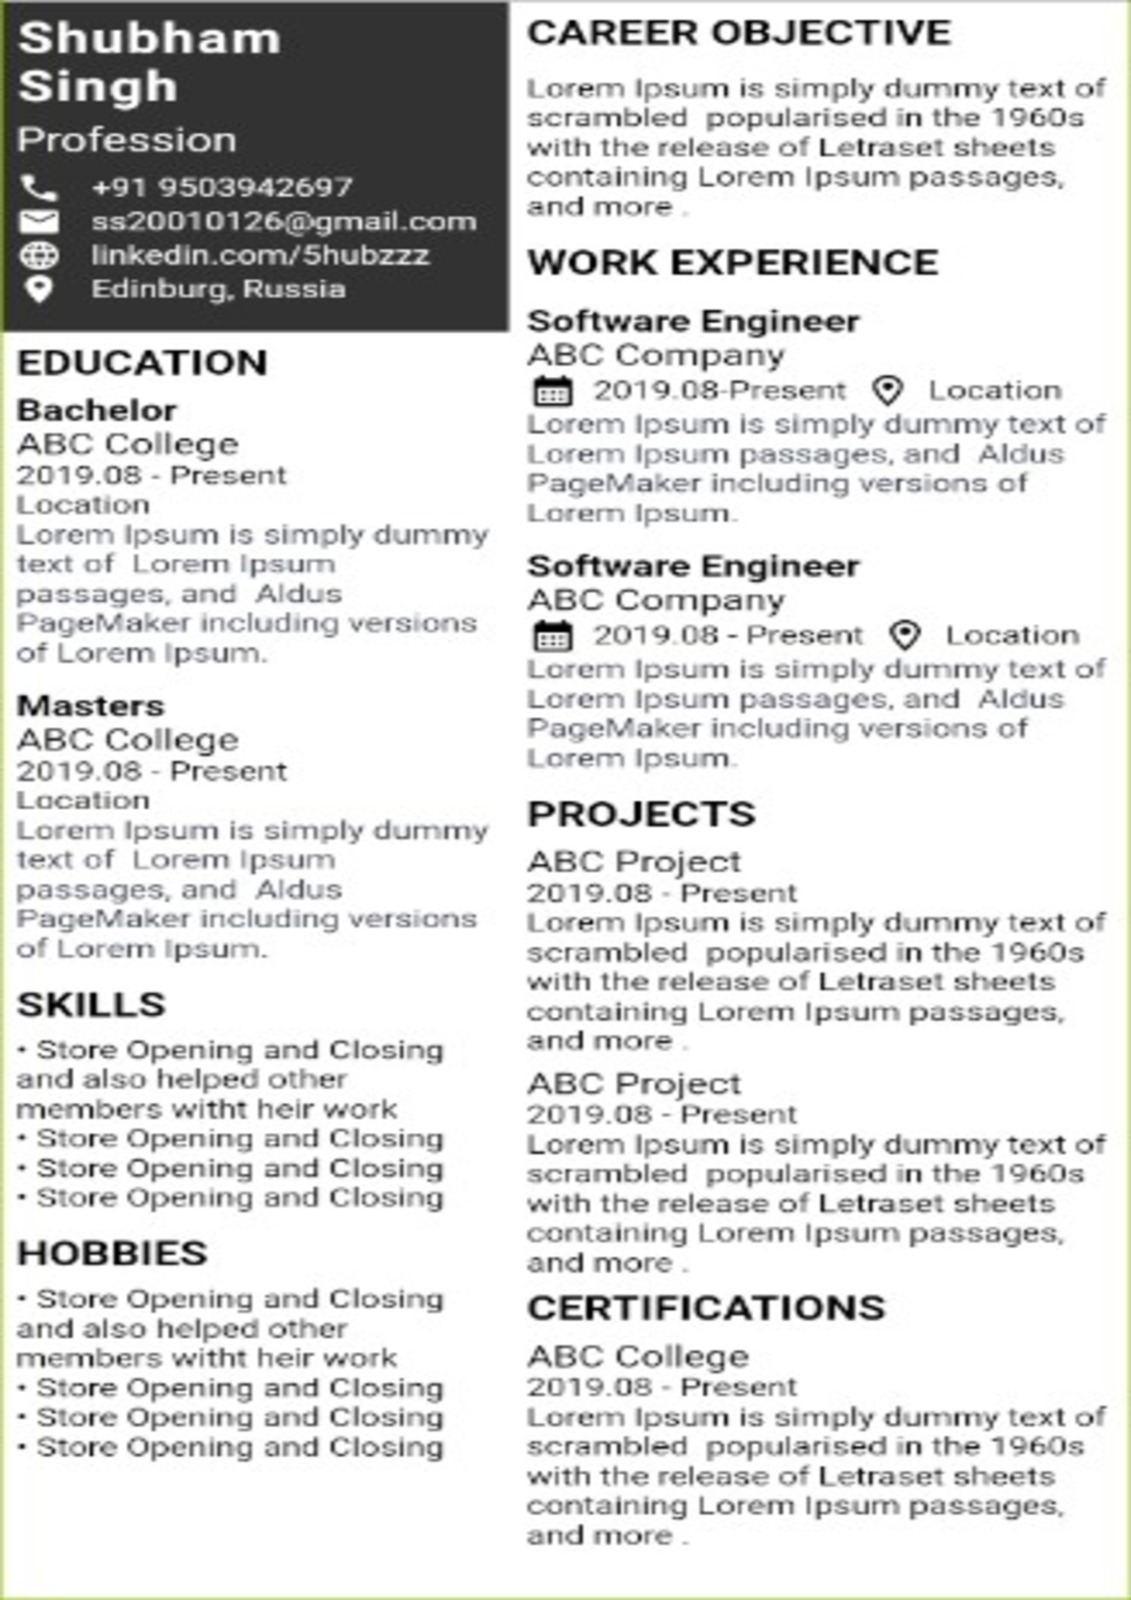 Shubham
Singh
Profession
+91 9503942697
ss20010126@gmail.com
linkedin.com/5hubzzz
Edinburg, Russia
EDUCATION
Bachelor
ABC College
2019.08 - Present
Location
Lorem Ipsum is simply dummy
text of  Lorem Ipsum
passages, and  Aldus
PageMaker including versions
of Lorem Ipsum.
Masters
ABC College
2019.08 - Present
Location
Lorem Ipsum is simply dummy
text of  Lorem Ipsum
passages, and  Aldus
PageMaker including versions
of Lorem Ipsum.
SKILLS
• Store Opening and Closing
and also helped other
members witht heir work
• Store Opening and Closing
• Store Opening and Closing
• Store Opening and Closing
HOBBIES
• Store Opening and Closing
and also helped other
members witht heir work
• Store Opening and Closing
• Store Opening and Closing
• Store Opening and Closing
CAREER OBJECTIVE
Lorem Ipsum is simply dummy text of
scrambled  popularised in the 1960s
with the release of Letraset sheets
containing Lorem Ipsum passages,
and more .
WORK EXPERIENCE
Software Engineer
ABC Company
2019.08-Present Location
Lorem Ipsum is simply dummy text of
Lorem Ipsum passages, and  Aldus
PageMaker including versions of
Lorem Ipsum.
Software Engineer
ABC Company
2019.08 - Present Location
Lorem Ipsum is simply dummy text of
Lorem Ipsum passages, and  Aldus
PageMaker including versions of
Lorem Ipsum.
PROJECTS
ABC Project
2019.08 - Present
Lorem Ipsum is simply dummy text of
scrambled  popularised in the 1960s
with the release of Letraset sheets
containing Lorem Ipsum passages,
and more .
ABC Project
2019.08 - Present
Lorem Ipsum is simply dummy text of
scrambled  popularised in the 1960s
with the release of Letraset sheets
containing Lorem Ipsum passages,
and more .
CERTIFICATIONS
ABC College
2019.08 - Present
Lorem Ipsum is simply dummy text of
scrambled  popularised in the 1960s
with the release of Letraset sheets
containing Lorem Ipsum passages,
and more .